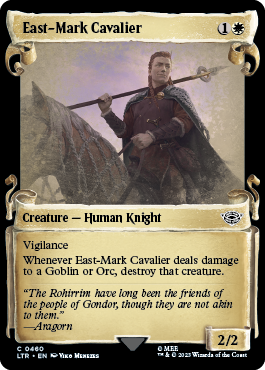 East-Mark Cavalier 1
Creature — Human Knight
Vigilance
Whenever East-Mark Cavalier deals damage
to a Goblin or Orc, destroy that creature.
“The Rohirrim have long been the friends of
the people of Gondor, though they are not akin
to them.”
—Aragorn
2/2
C 0460
LTR • EN Viko Menezes
© MEE
™ & © 2023 Wizards of the Coast